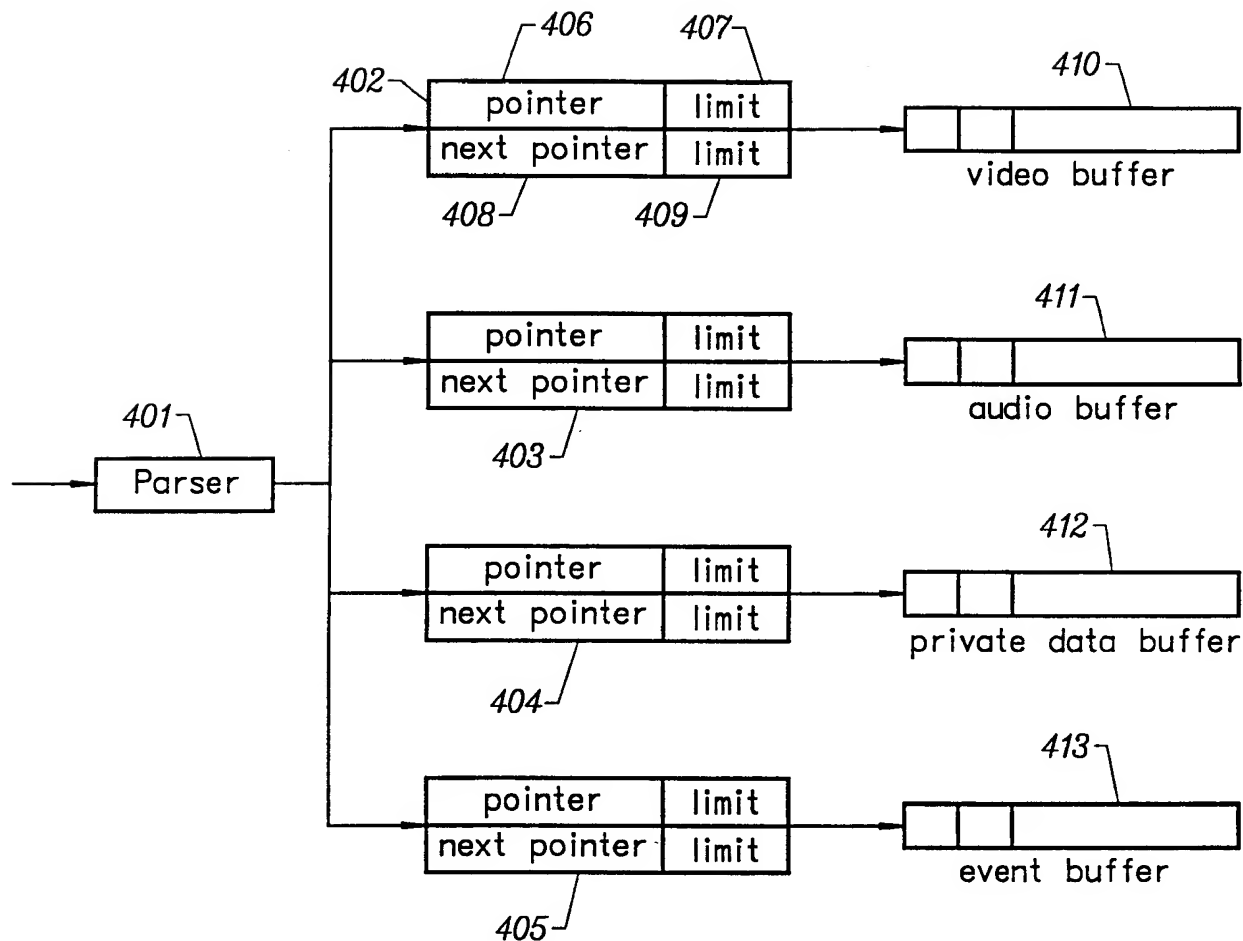 406
407
402
410
pointer limit
next pointer limit
video buffer
408
409
411
pointer limit
next pointer limit
audio buffer
401
403
Parser
412
pointer limit
next pointer limit
private data buffer
404
413
pointer limit
next pointer limit
event buffer
405